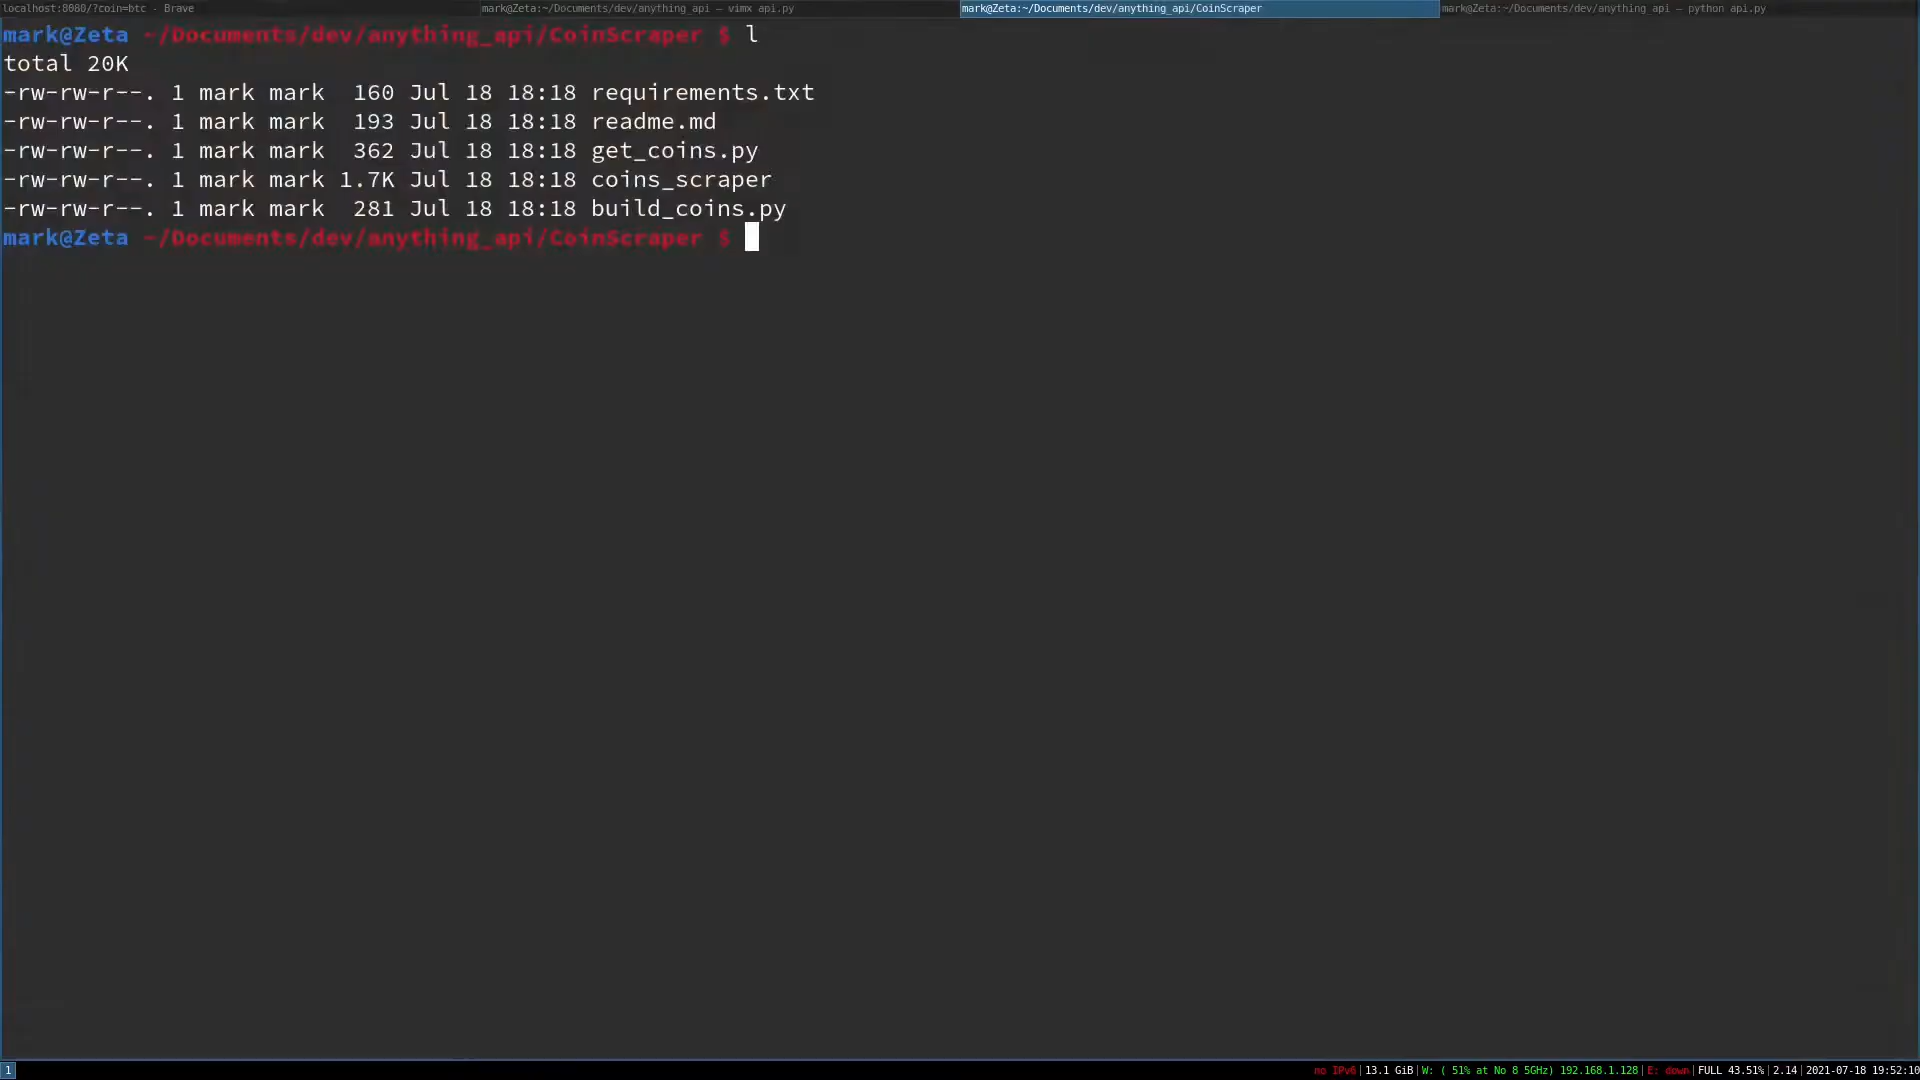 localhost:8080/?coin=btc - Brave
mark@Zeta:~/Documents/dev/anything_api — vimx api.py
mark@Zeta:~/Documents/dev/anything_api/CoinScraper
mark@Zeta:~/Documents/dev/anything_api — python api.py
mark@Zeta ~/Documents/dev/anything_api/CoinScraper $ l
total 20K
-rw-rw-r--. 1 mark mark  160 Jul 18 18:18 requirements.txt
-rw-rw-r--. 1 mark mark  193 Jul 18 18:18 readme.md
-rw-rw-r--. 1 mark mark  362 Jul 18 18:18 get_coins.py
-rw-rw-r--. 1 mark mark 1.7K Jul 18 18:18 coins_scraper
-rw-rw-r--. 1 mark mark  281 Jul 18 18:18 build_coins.py
mark@Zeta ~/Documents/dev/anything_api/CoinScraper $
1
no IPv6|13.1 GiB|W: ( 51% at No 8 5GHz) 192.168.1.128|E: down|FULL 43.51%|2.14|2021-07-18 19:52:10